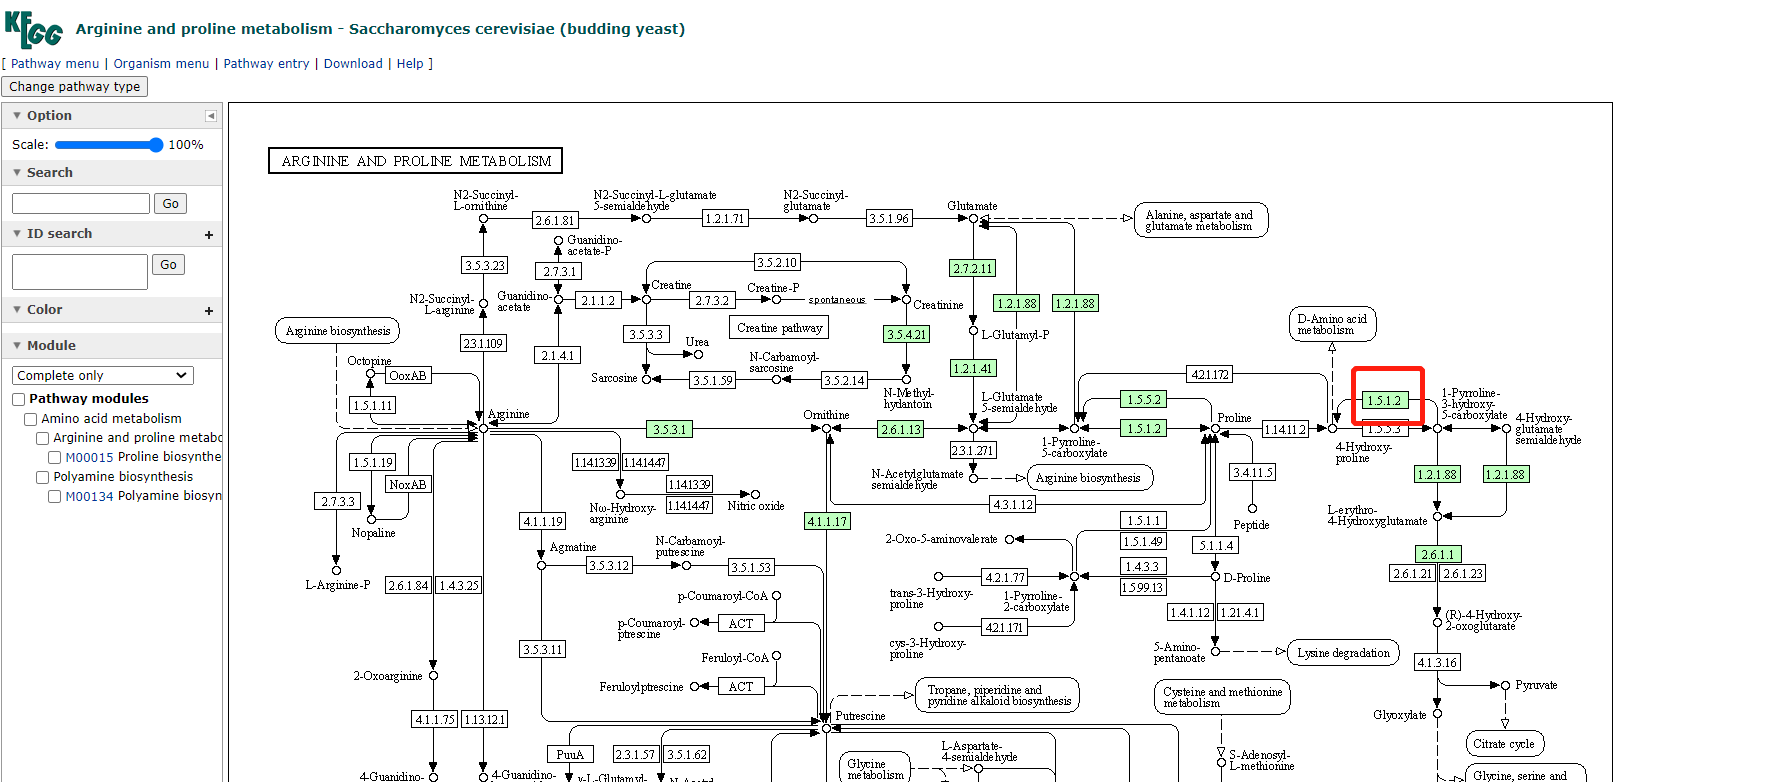 KEGG
Arginine and proline metabolism - Saccharomyces cerevisiae (budding yeast)
[ Pathway menu | Organism menu | Pathway entry | Download | Help ]
Change pathway type
Option
Scale: 100%
Search
Go
ID search +
Go
Color +
Module
Complete only
Pathway modules
Amino acid metabolism
Arginine and proline metabo
M00015 Proline biosynthe
Polyamine biosynthesis
M00134 Polyamine biosyn
ARGININE AND PROLINE METABOLISM
N2-Succinyl-
L-ornithine
2.6.1.81
N2-Succinyl-L-glutamate
5-semialdehyde
1.2.1.71
N2-Succinyl-
glutamate
3.5.1.96
Glutamate
Alanine, aspartate and
glutamate metabolism
Guanidino-
acetate-P
3.5.3.23
2.7.3.1
3.5.2.10
2.7.2.11
N2-Succinyl-
L-arginine
Guanidino-
acetate
2.1.1.2
Creatine
2.7.3.2
Creatine-P
spontaneous
Creatinine
1.2.1.88
1.2.1.88
Arginine biosynthesis
2.3.1.109
2.1.4.1
3.5.3.3
Creatine pathway
3.5.4.21
L-Glutamyl-P
D-Amino acid
metabolism
Urea
Octopine
OoxAB
Sarcosine
3.5.1.59
N-Carbamoyl-
sarcosine
3.5.2.14
N-Methyl-
hydantoin
1.2.1.41
4.2.1.172
1.5.1.11
L-Glutamate
5-semialdehyde
1.5.5.2
1.5.1.2
1-Pyrroline-
3-hydroxy-
5-carboxylate
Arginine
3.5.3.1
Ornithine
2.6.1.13
1.5.1.2
Proline
1.14.11.2
1.5.5.3
4-Hydroxy-
glutamate
semialdehyde
2.3.1.271
1-Pyrroline-
5-carboxylate
4-Hydroxy-
proline
1.5.1.19
1.14.13.39
1.14.14.47
N-Acetylglutamate
semialdehyde
Arginine biosynthesis
3.4.11.5
1.2.1.88
1.2.1.88
NoxAB
1.14.13.39
1.14.14.47
2.7.3.3
Nω-Hydroxy-
arginine
Nitric oxide
4.3.1.12
Peptide
L-erythro-
4-Hydroxyglutamate
Nopaline
4.1.1.19
4.1.1.17
1.5.1.1
1.5.1.49
2-Oxo-5-aminovalerate
5.1.1.4
Agmatine
N-Carbamoyl-
putrescine
3.5.3.12
3.5.1.53
1.4.3.3
1.5.99.13
2.6.1.1
2.6.1.21
2.6.1.23
L-Arginine-P
2.6.1.84
1.4.3.25
4.2.1.77
D-Proline
trans-3-Hydroxy-
proline
1-Pyrroline-
2-carboxylate
p-Coumaroyl-CoA
1.4.1.12
1.21.4.1
(R)-4-Hydroxy-
2-oxoglutarate
p-Coumaroyl-
ptrescine
ACT
4.2.1.171
cys-3-Hydroxy-
proline
3.5.3.11
Feruloyl-CoA
5-Amino-
pentanoate
Lysine degradation
4.1.3.16
2-Oxoarginine
Feruloylptrescine
ACT
Tropane, piperidine and
pyridine alkaloid biosynthesis
Cysteine and methionine
metabolism
Pyruvate
4.1.1.75
1.13.12.1
Putrescine
Glyoxylate
PuuA
2.3.1.57
3.5.1.62
Glycine
metabolism
L-Aspartate-
4-semialdehyde
S-Adenosyl-
L-methionine
Citrate cycle
4-Guanidino-
4-Guanidino-
γ-L-Glutamyl-
N-Acetyl
Glycine, serine and